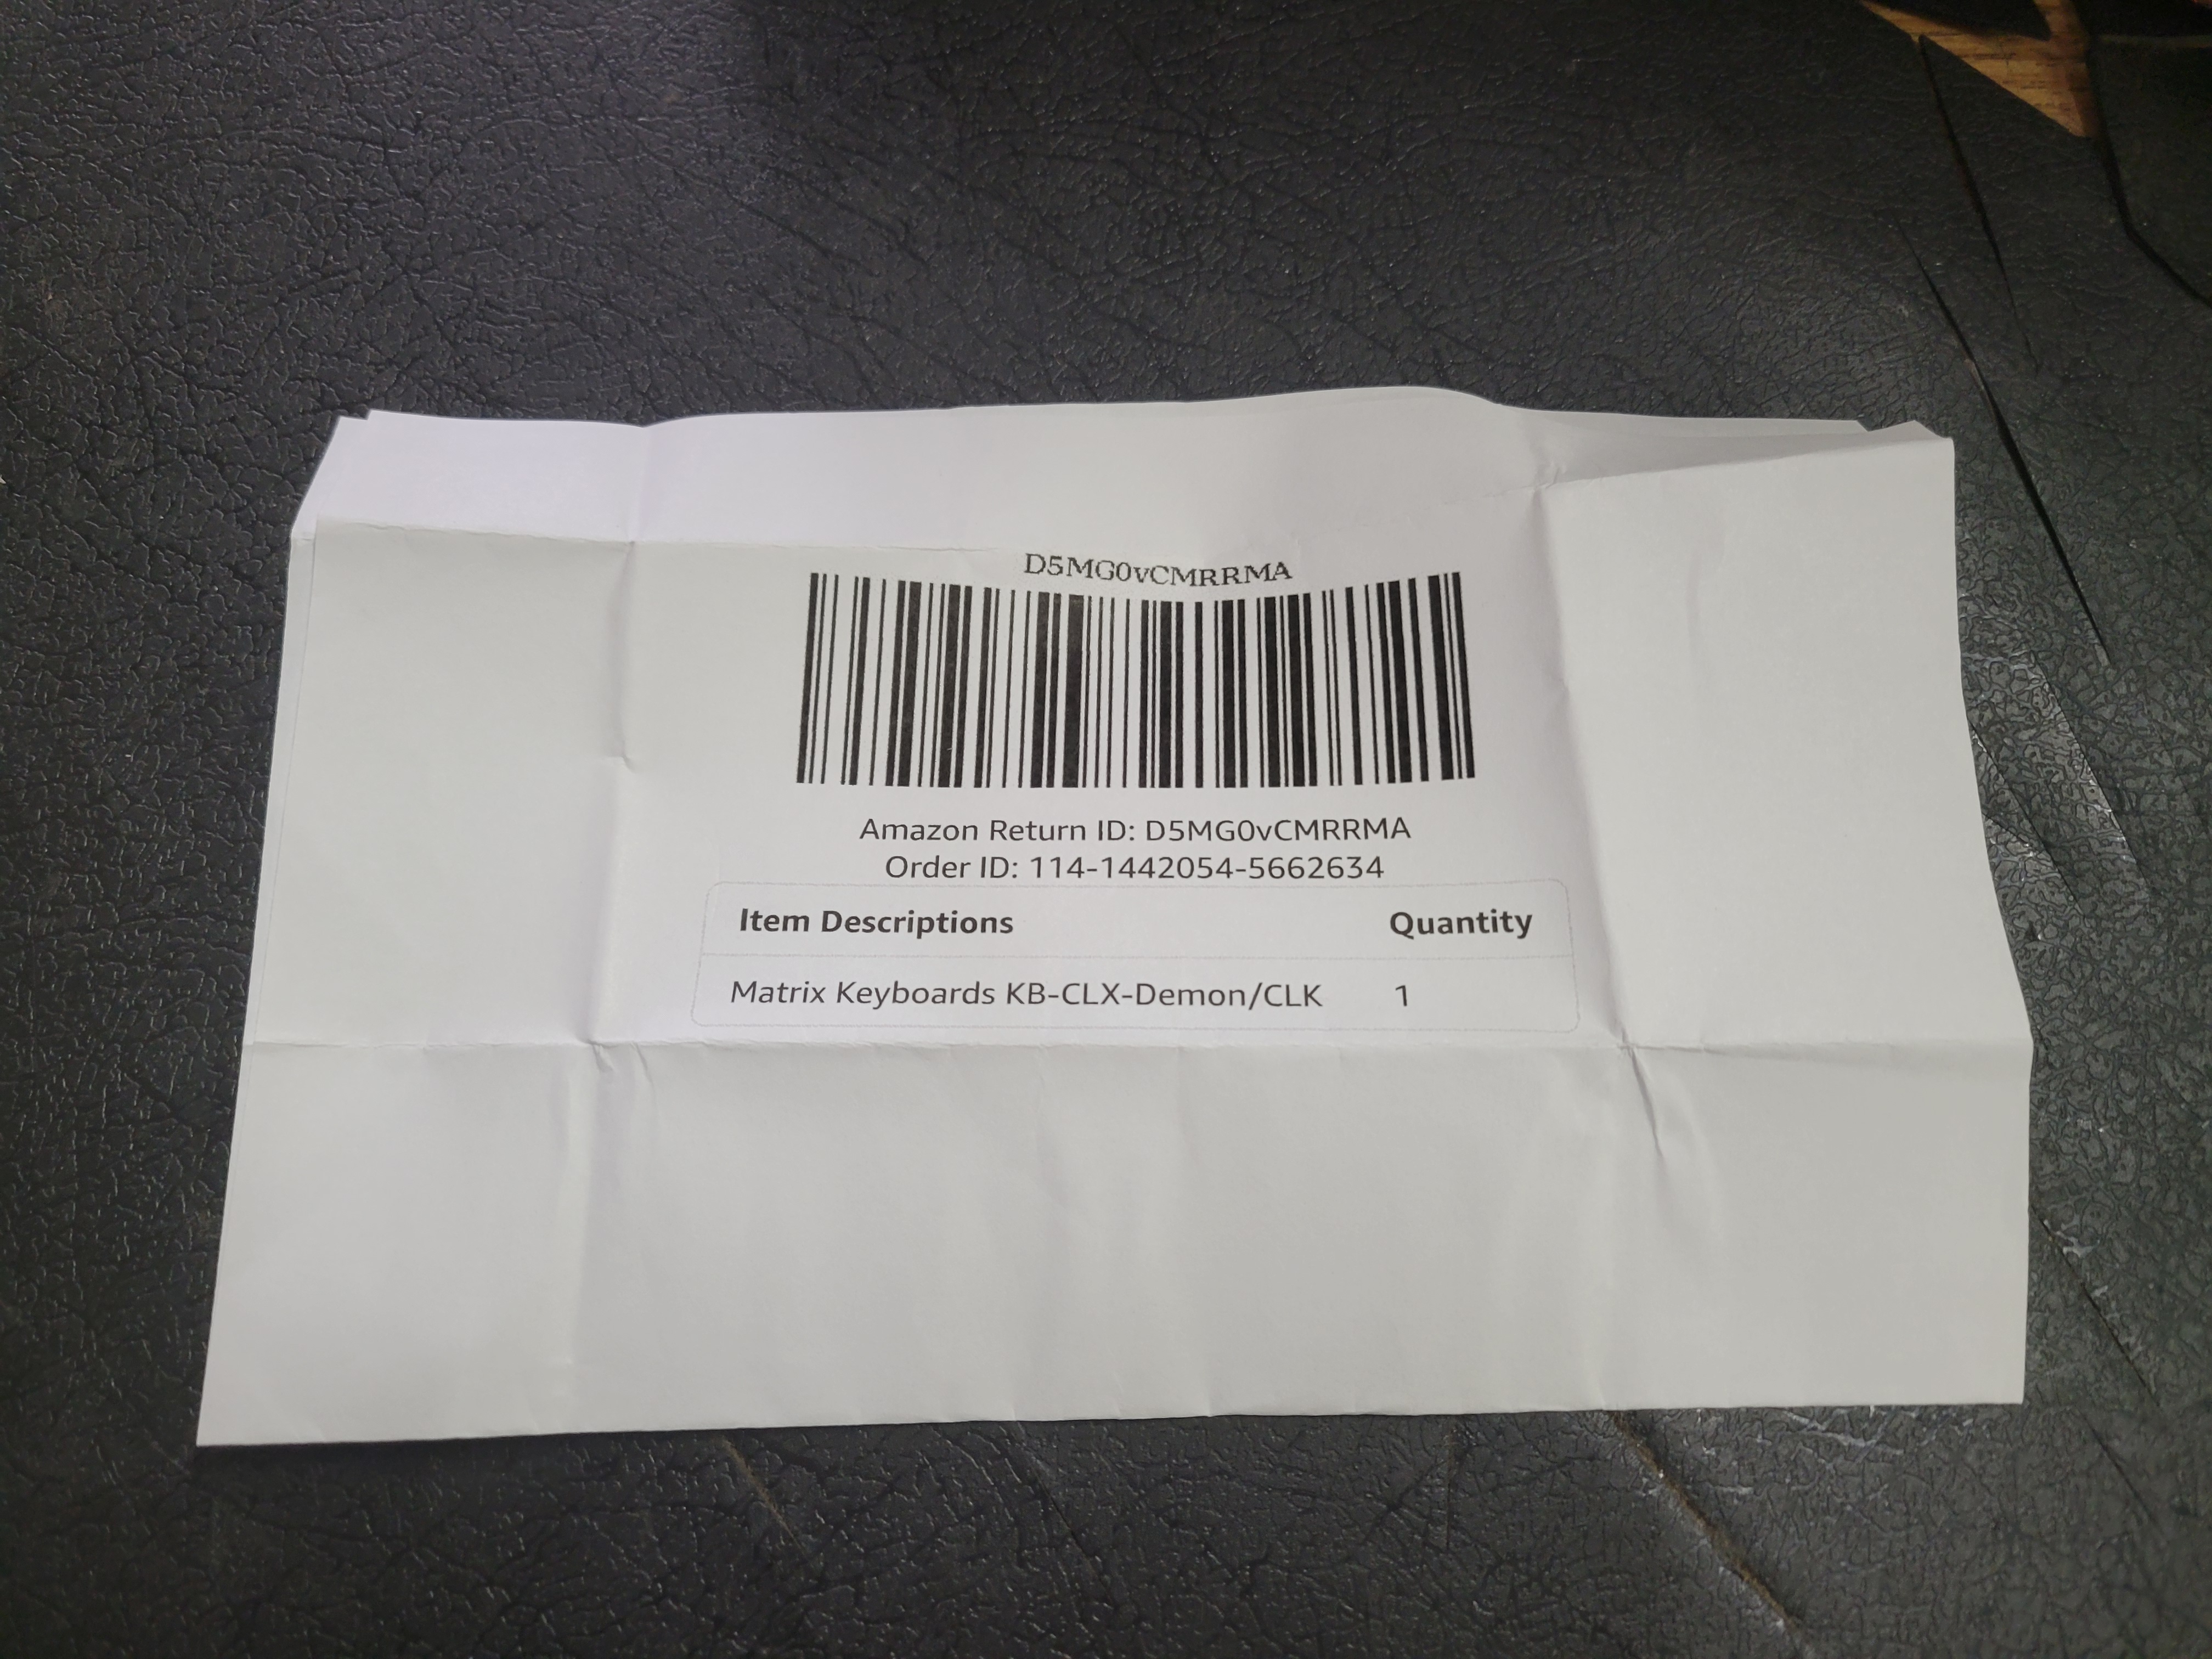 D5MG0vCMRRMA
Amazon Return ID: D5MG0vCMRRMA
Order ID: 114-1442054-5662634
Item Descriptions Quantity
Matrix Keyboards KB-CLX-Demon/CLK 1